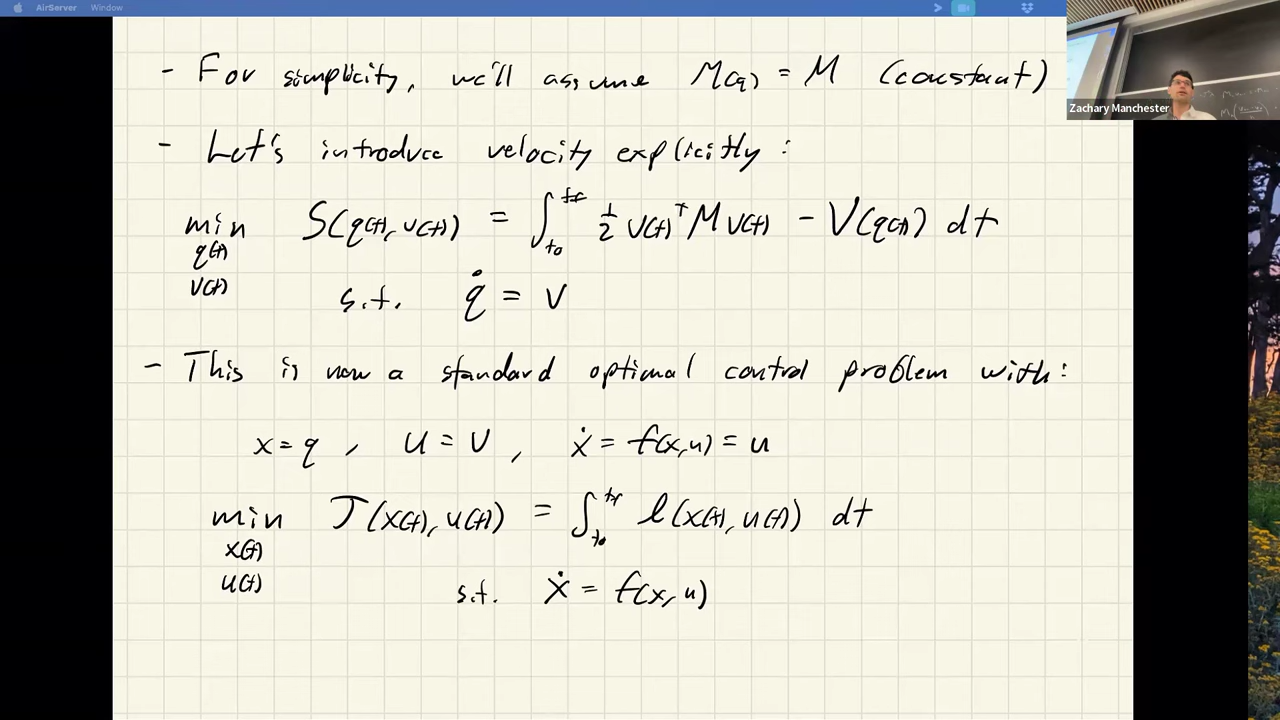 AirServer Window
- For simplicity, we'll assume M(q) = M (constant)
Zachary Manchester
- Let's introduce velocity explicitly:
min S(q(t), v(t)) = ∫ t0 tf 1/2 v(t)ᵀ M v(t) - V(q(t)) dt
q(t)
v(t)
s.t. q̇ = v
- This is now a standard optimal control problem with:
x = q , u = v , ẋ = f(x,u) = u
min J(x(t), u(t)) = ∫ t0 tf l(x(t), u(t)) dt
x(t)
u(t)
s.t. ẋ = f(x, u)